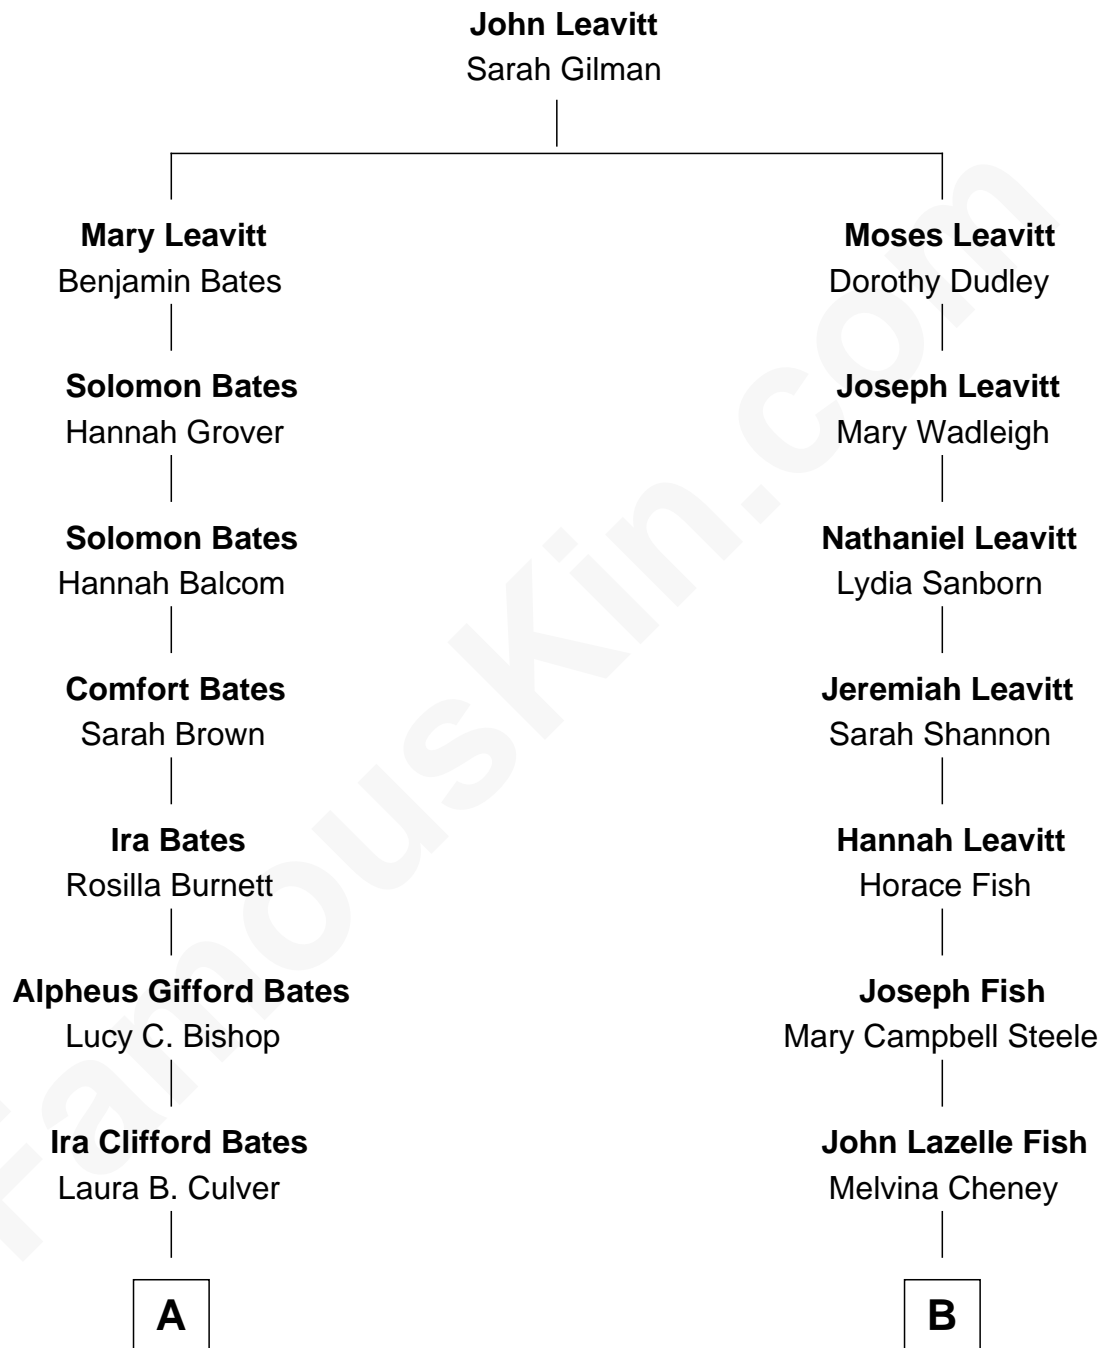 John Leavitt
Sarah Gilman
Mary Leavitt
Benjamin Bates
Moses Leavitt
Dorothy Dudley
Solomon Bates
Hannah Grover
Joseph Leavitt
Mary Wadleigh
Solomon Bates
Hannah Balcom
Nathaniel Leavitt
Lydia Sanborn
Comfort Bates
Sarah Brown
Jeremiah Leavitt
Sarah Shannon
Ira Bates
Rosilla Burnett
Hannah Leavitt
Horace Fish
Alpheus Gifford Bates
Lucy C. Bishop
Joseph Fish
Mary Campbell Steele
Ira Clifford Bates
Laura B. Culver
John Lazelle Fish
Melvina Cheney
A
B
FamousKin.com